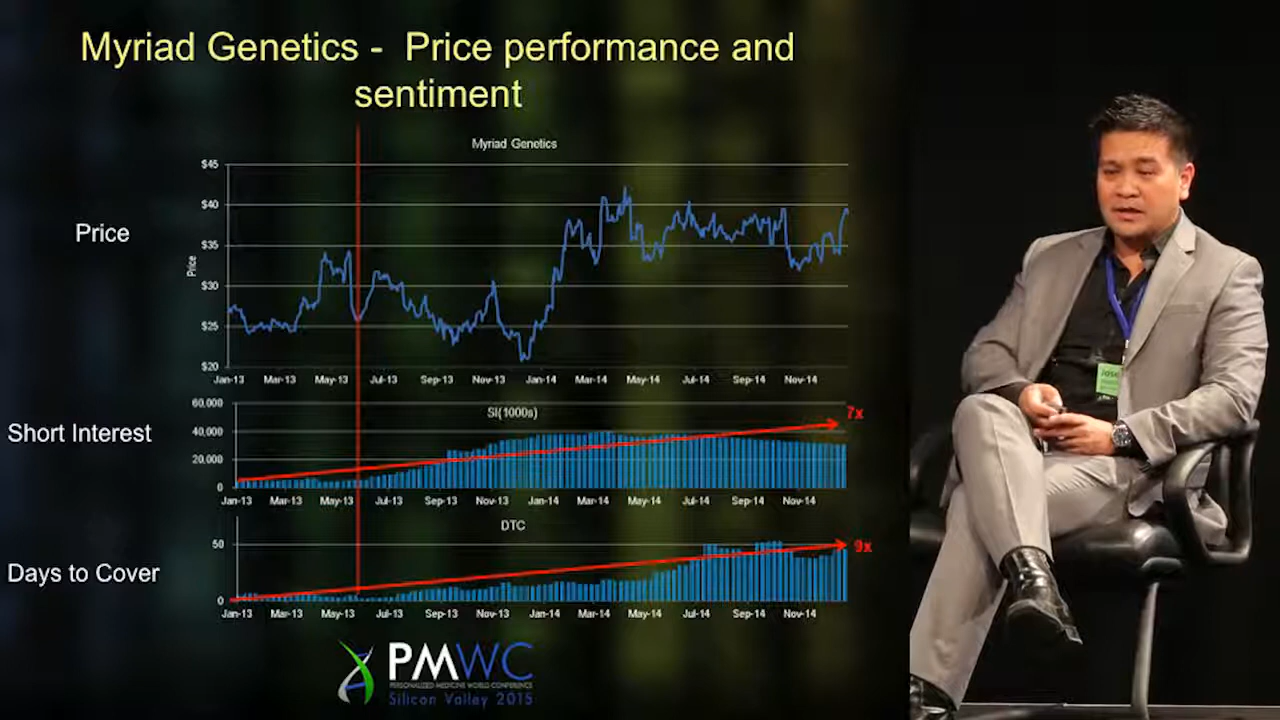 Myriad Genetics - Price performance and
sentiment
Myriad Genetics
Price
Price
$45
$40
$35
$30
$25
$20
Jan-13 Mar-13 May-13 Jul-13 Sep-13 Nov-13 Jan-14 Mar-14 May-14 Jul-14 Sep-14 Nov-14
Short Interest
SI(1000s)
7x
60,000
40,000
20,000
0
Jan-13 Mar-13 May-13 Jul-13 Sep-13 Nov-13 Jan-14 Mar-14 May-14 Jul-14 Sep-14 Nov-14
Days to Cover
DTC
9x
50
0
Jan-13 Mar-13 May-13 Jul-13 Sep-13 Nov-13 Jan-14 Mar-14 May-14 Jul-14 Sep-14 Nov-14
PMWC
PERSONALIZED MEDICINE WORLD CONFERENCE
Silicon Valley 2015